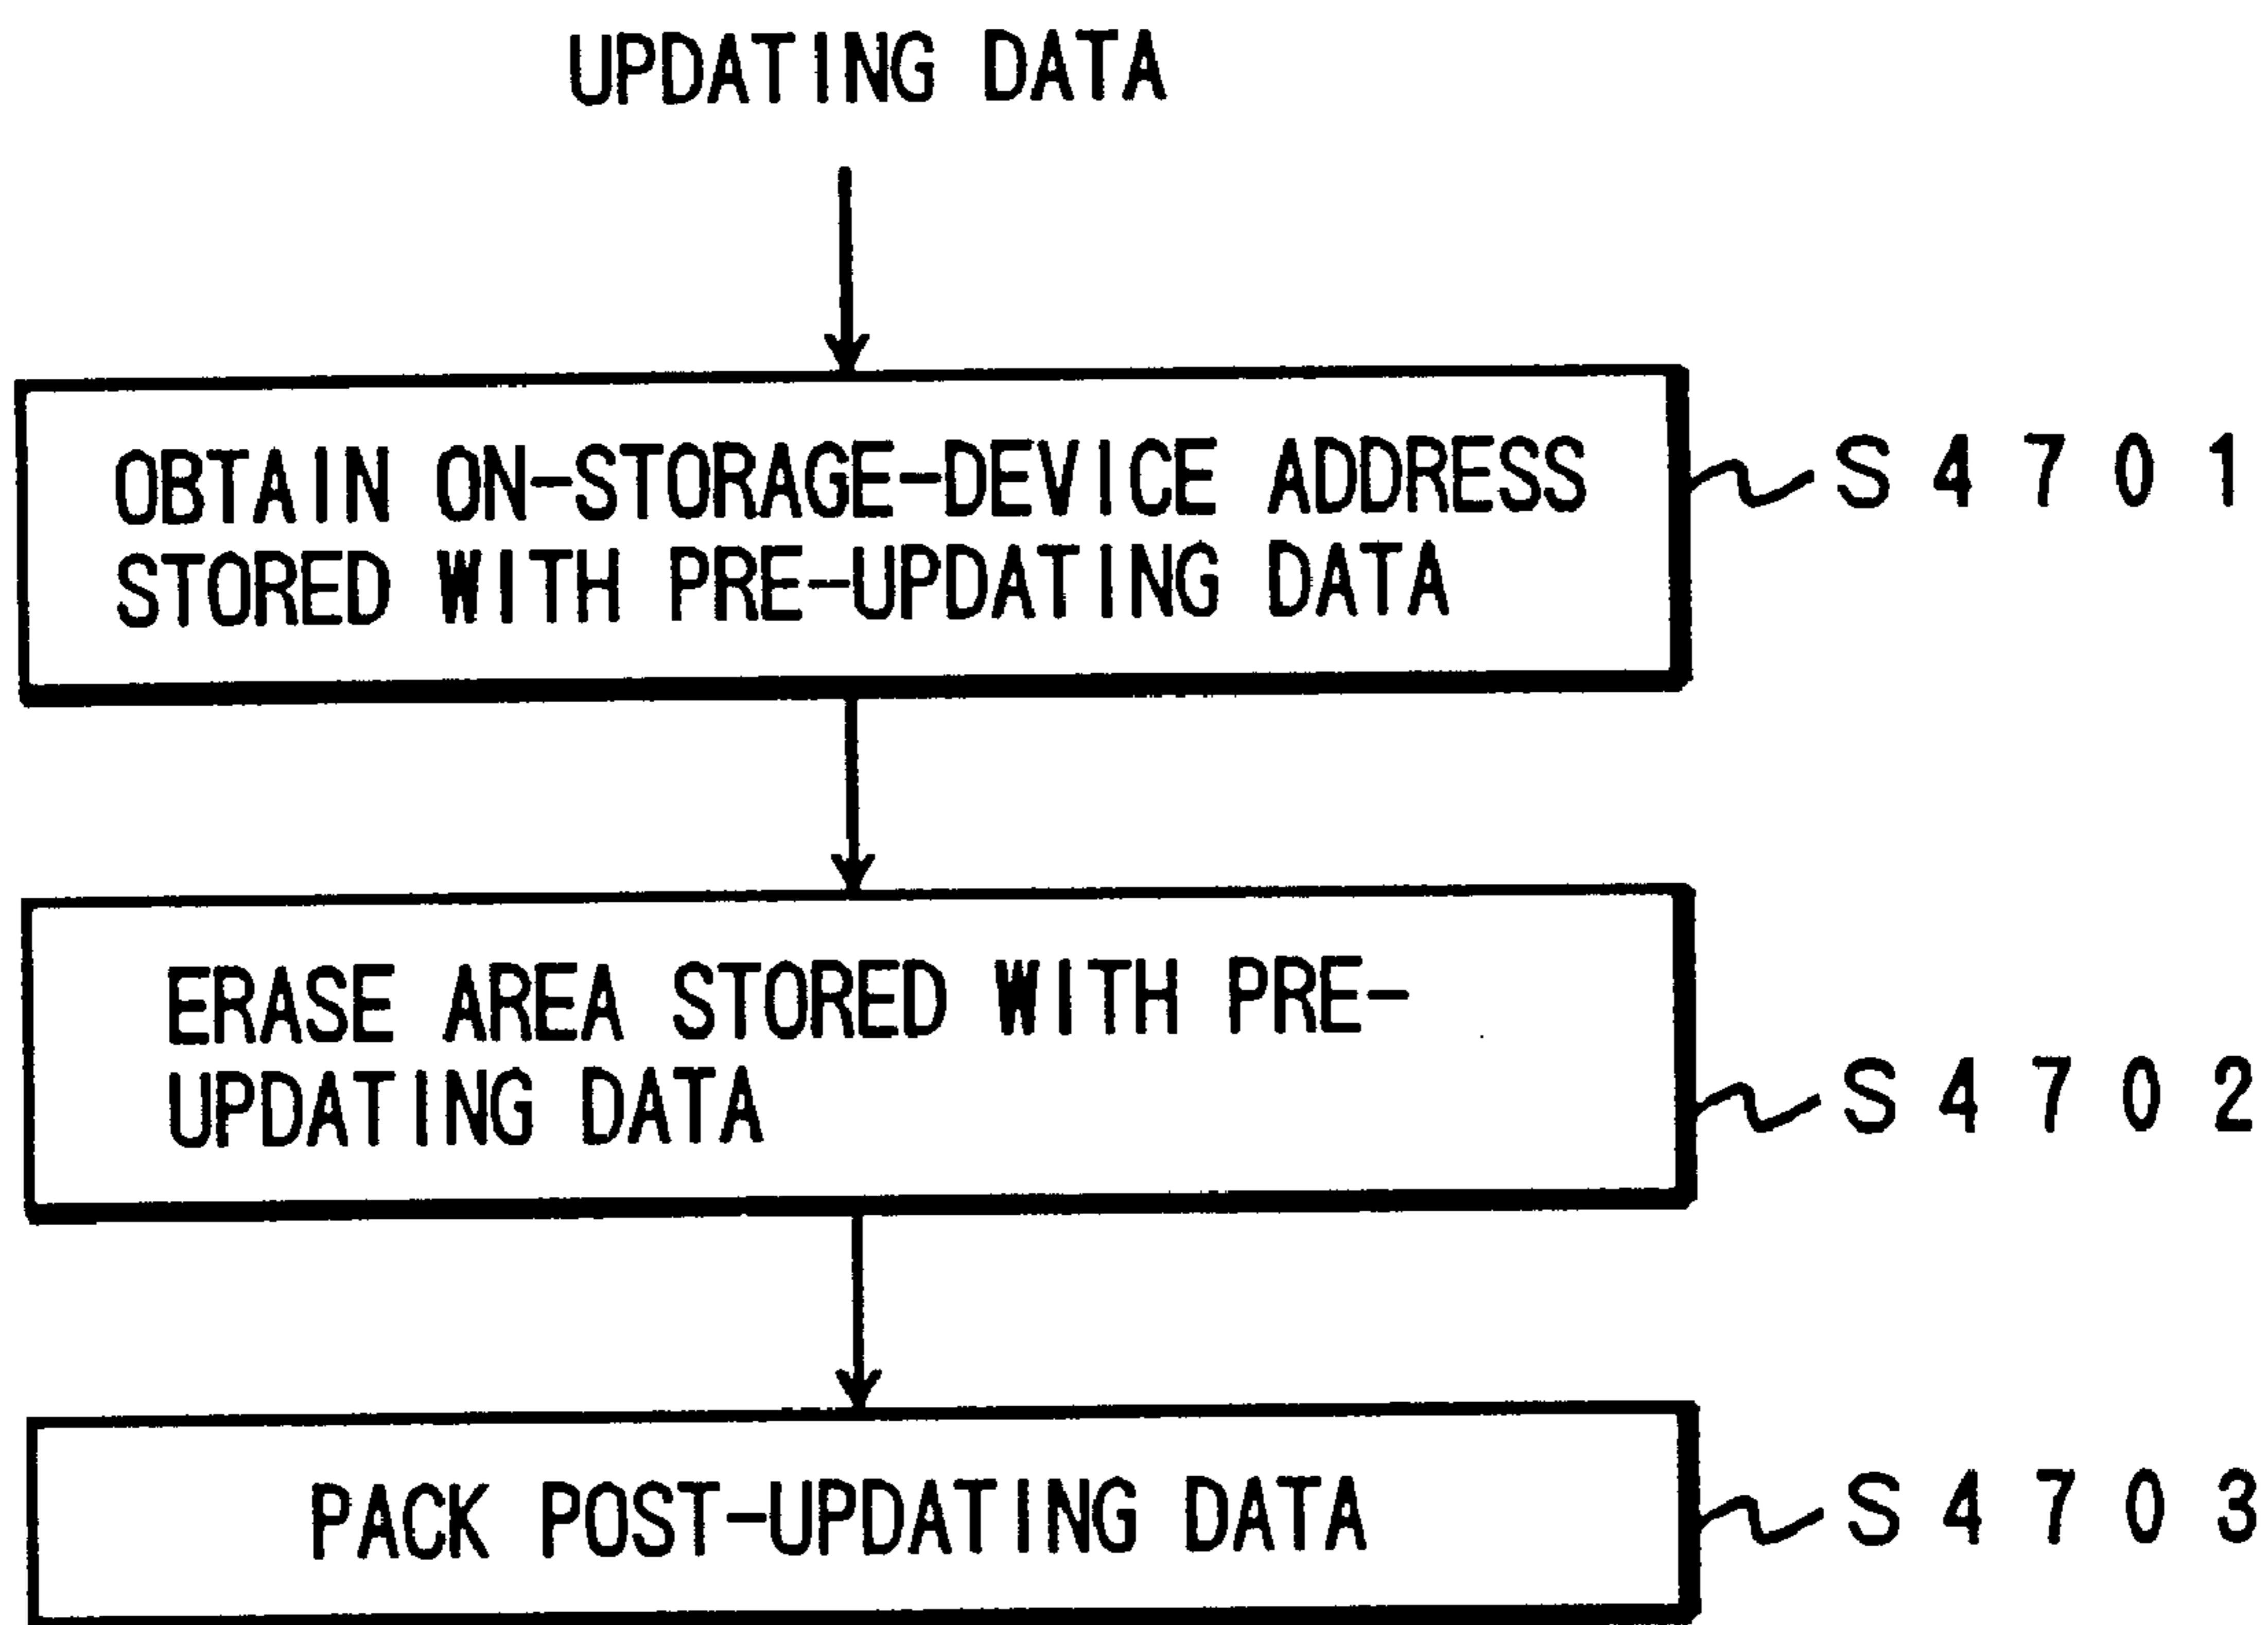 UPDATING DATA
OBTAIN ON-STORAGE-DEVICE ADDRESS
STORED WITH PRE-UPDATING DATA
S4701
ERASE AREA STORED WITH PRE-
UPDATING DATA
S4702
PACK POST-UPDATING DATA
S4703